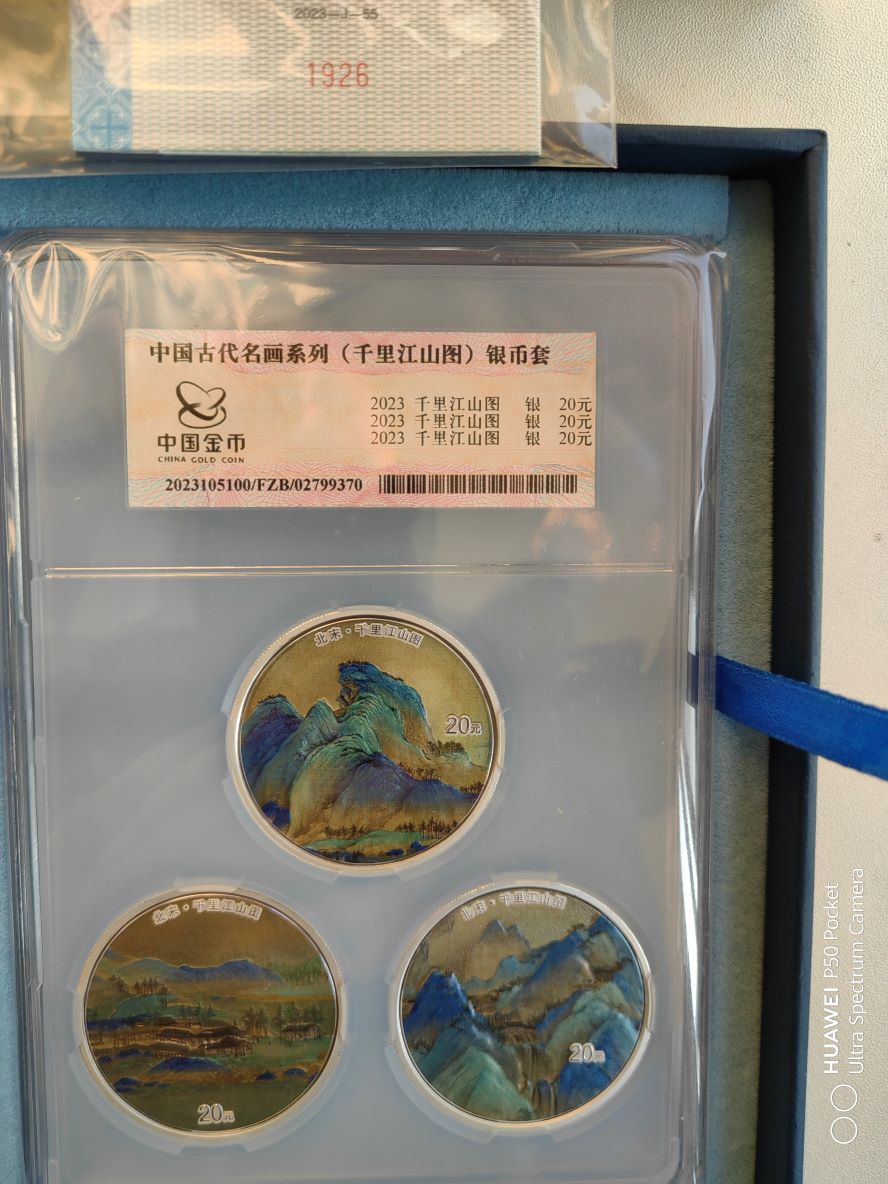 2023-J-55
1926
中国古代名画系列（千里江山图）银币套
中国金币
CHINA GOLD COIN
2023 千里江山图 银 20元
2023 千里江山图 银 20元
2023 千里江山图 银 20元
2023105100/FZB/02799370
北宋·千里江山图
20元
北宋·千里江山图
20元
北宋·千里江山图
20元
HUAWEI P50 Pocket
Ultra Spectrum Camera